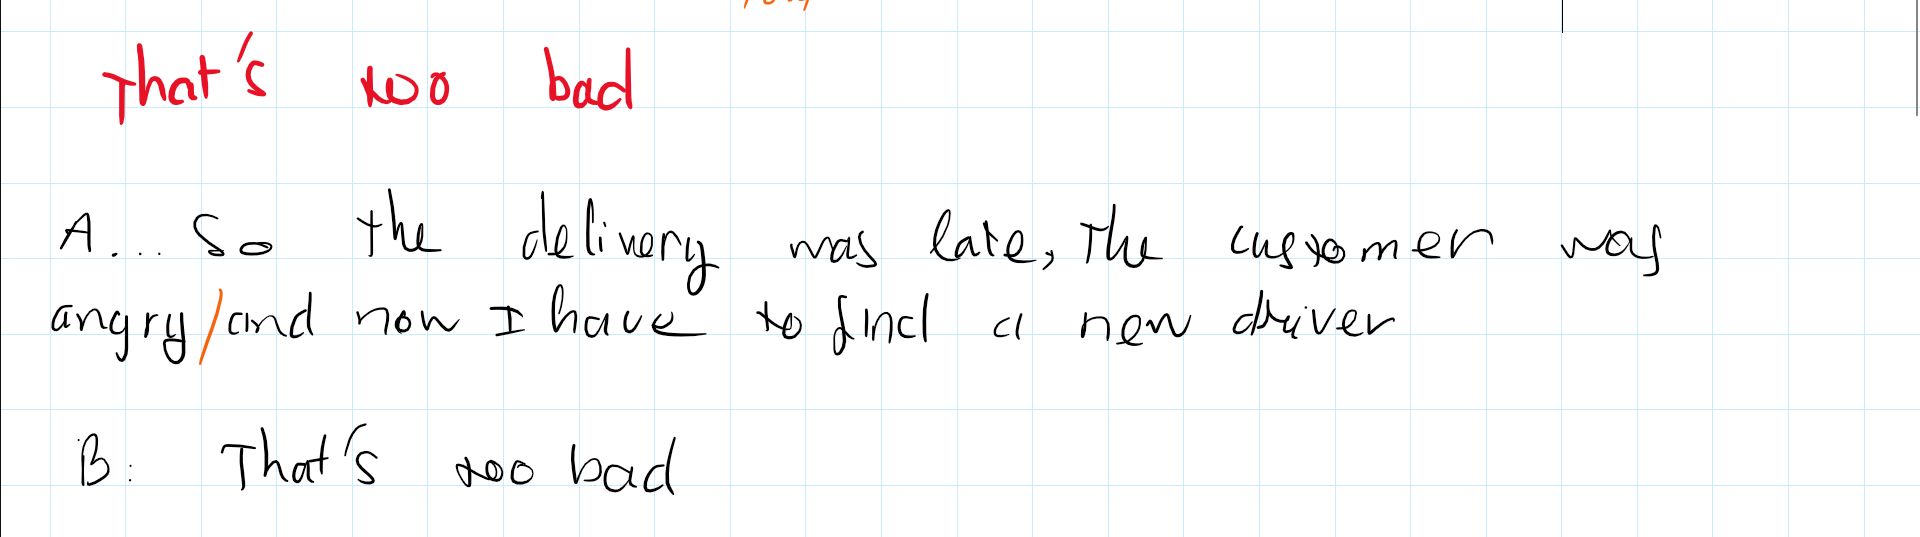 That's too bad
A... So the delivery was late, The customer was
angry/and now I have to find a new driver
B: That's too bad